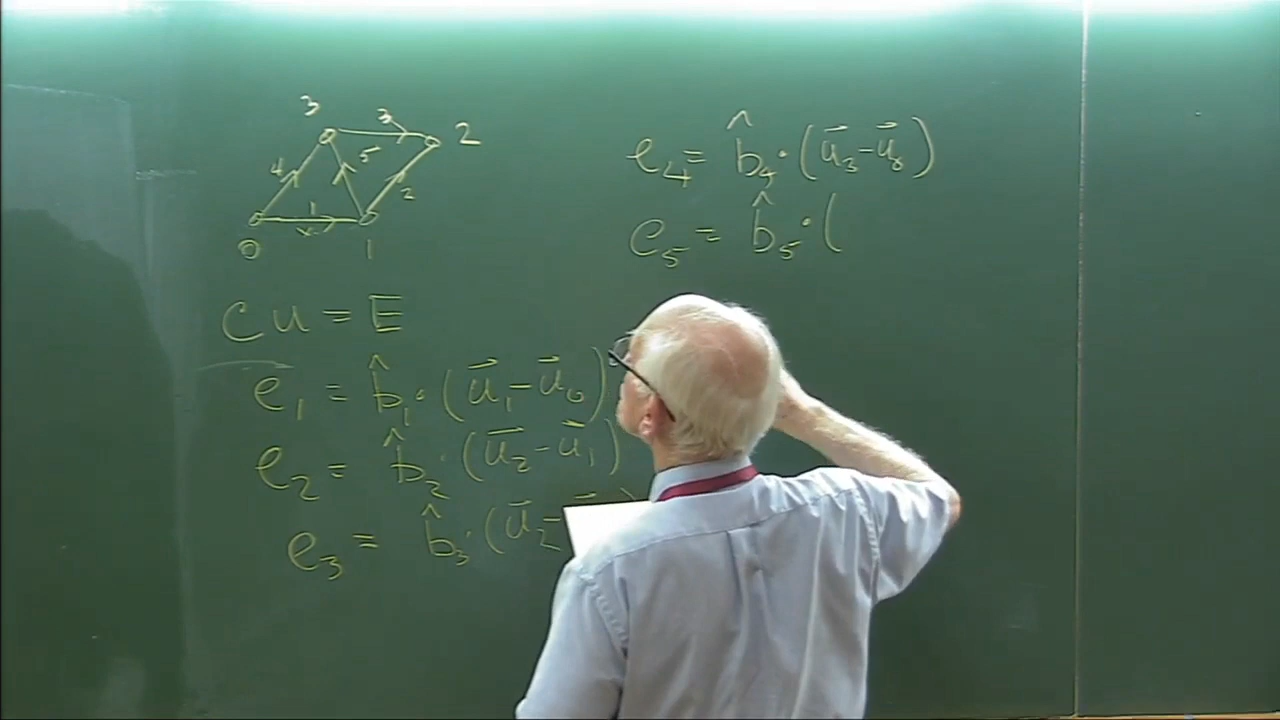 3 3 2
4 5
1 2
0 1
Cu = E
e₁ = b̂₁·(u⃗₁-u⃗₀)
e₂ = b̂₂·(u⃗₂-u⃗₁)
e₃ = b̂₃·(u⃗₂-
e₄ = b̂₄·(u⃗₃-u⃗₀)
e₅ = b̂₅·(